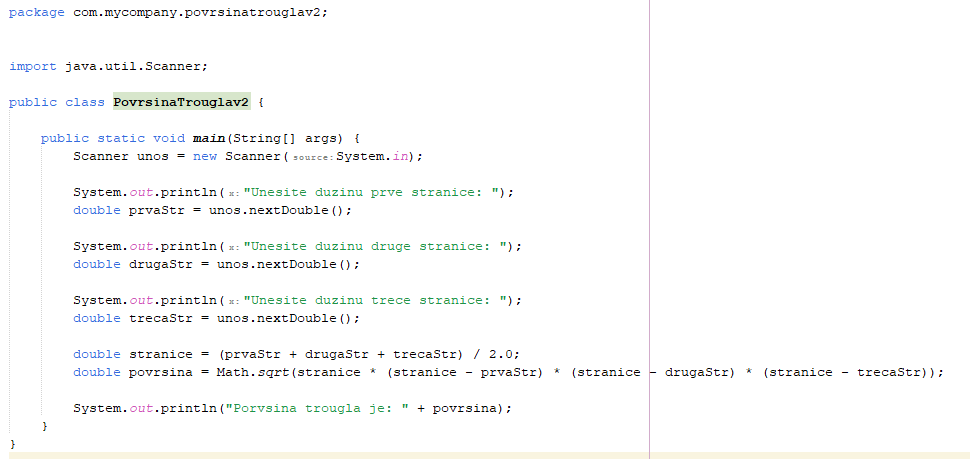 package com.mycompany.povrsinatrouglav2;
import java.util.Scanner;
public class PovrsinaTrouglav2 {
public static void main(String[] args) {
Scanner unos = new Scanner( source: System.in);
System.out.println( x: "Unesite duzinu prve stranice: ");
double prvaStr = unos.nextDouble();
System.out.println( x: "Unesite duzinu druge stranice: ");
double drugaStr = unos.nextDouble();
System.out.println( x: "Unesite duzinu trece stranice: ");
double trecaStr = unos.nextDouble();
double stranice = (prvaStr + drugaStr + trecaStr) / 2.0;
double povrsina = Math.sqrt(stranice * (stranice - prvaStr) * (stranice - drugaStr) * (stranice - trecaStr));
System.out.println("Porvsina trougla je: " + povrsina);
}
}